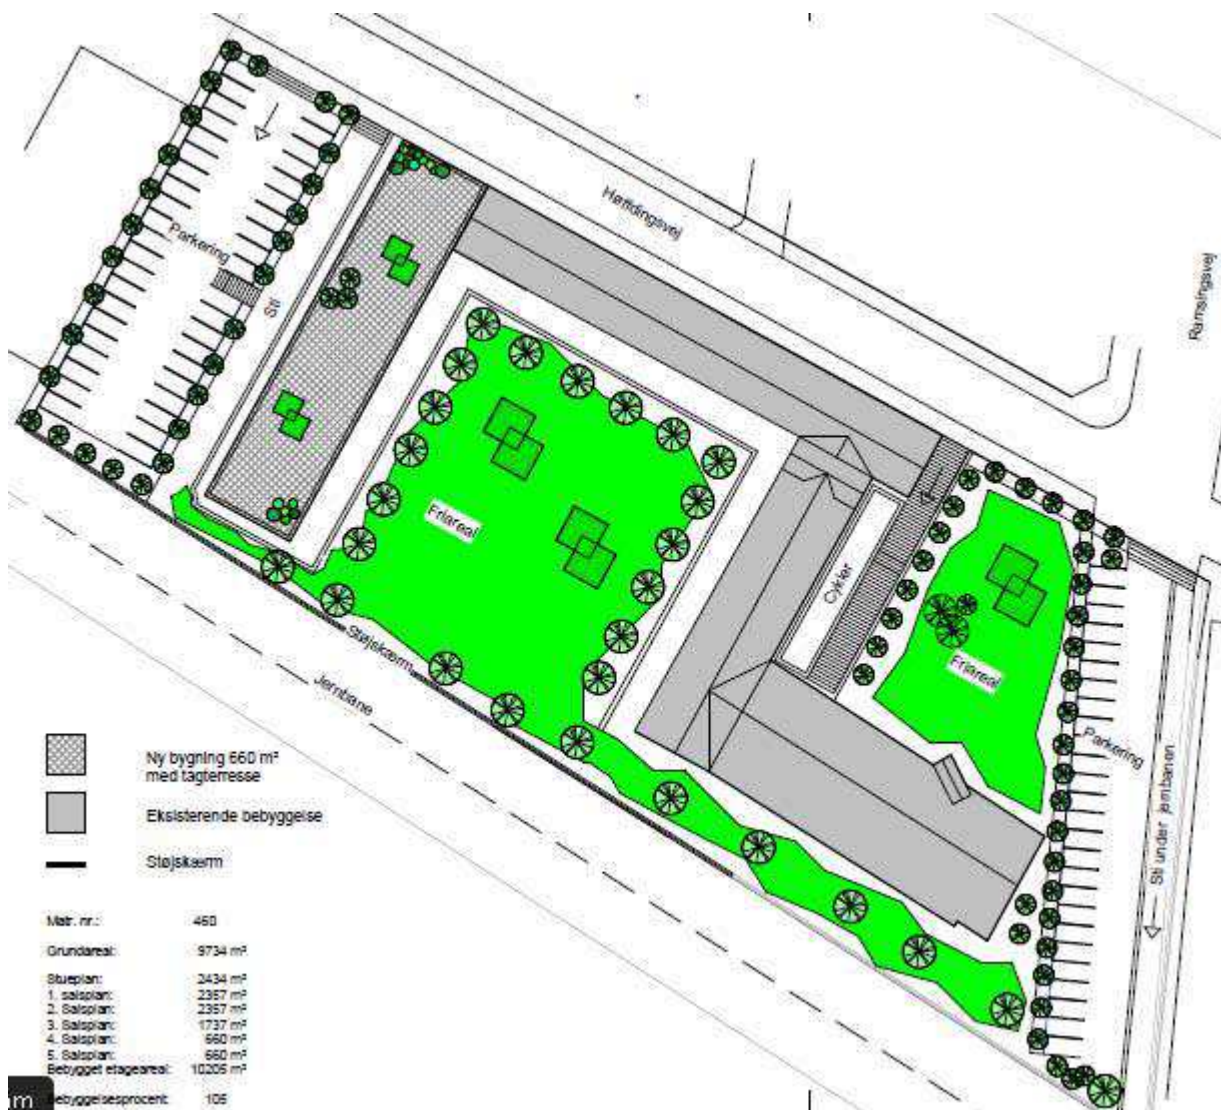 Høffdingsvej
Ramsingsvej
Parkering
Sti
Friareal
Cykler
Friareal
Støjskærm
Jernbane
Parkering
Sti under jernbanen
Ny bygning 660 m²
med tagterresse
Eksisterende bebyggelse
Støjskærm
Matr. nr.: 460
Grundareal: 9734 m²
Stueplan: 2434 m²
1. salsplan: 2357 m²
2. Salsplan: 2357 m²
3. Salsplan: 1737 m²
4. Salsplan: 660 m²
5. Salsplan: 660 m²
Bebygget etageareal: 10205 m²
bebyggelsesprocent: 105